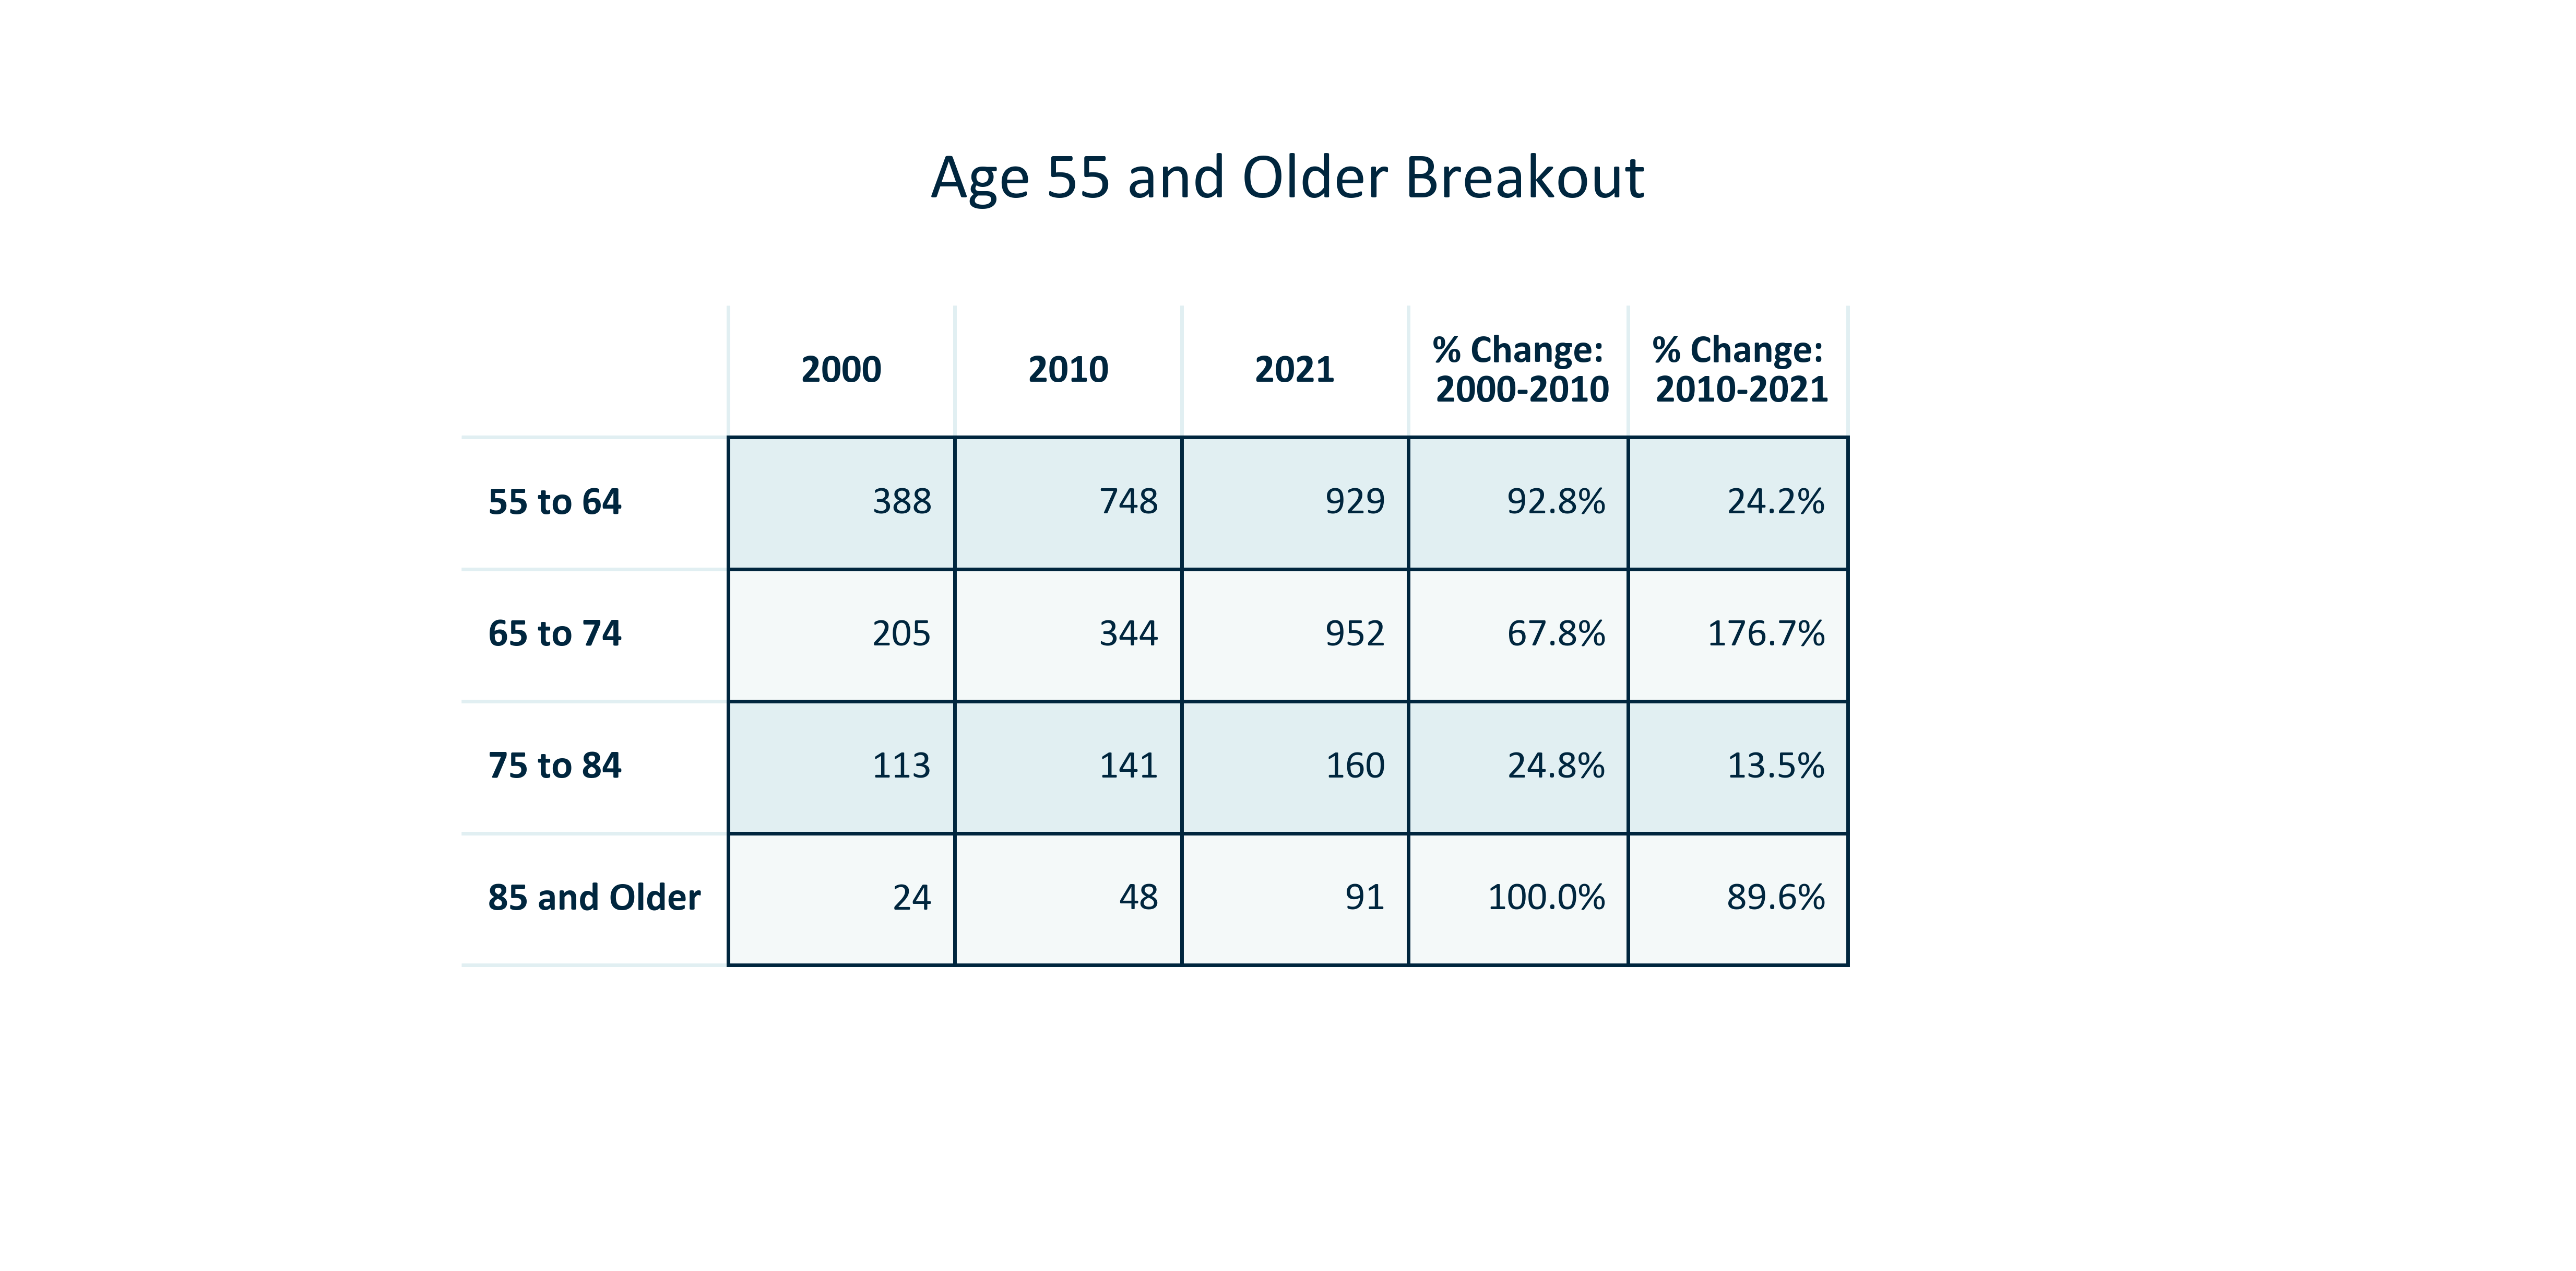 Age 55 and Older Breakout
2000 2010 2021 % Change: 2000-2010 % Change: 2010-2021
55 to 64 388 748 929 92.8% 24.2%
65 to 74 205 344 952 67.8% 176.7%
75 to 84 113 141 160 24.8% 13.5%
85 and Older 24 48 91 100.0% 89.6%